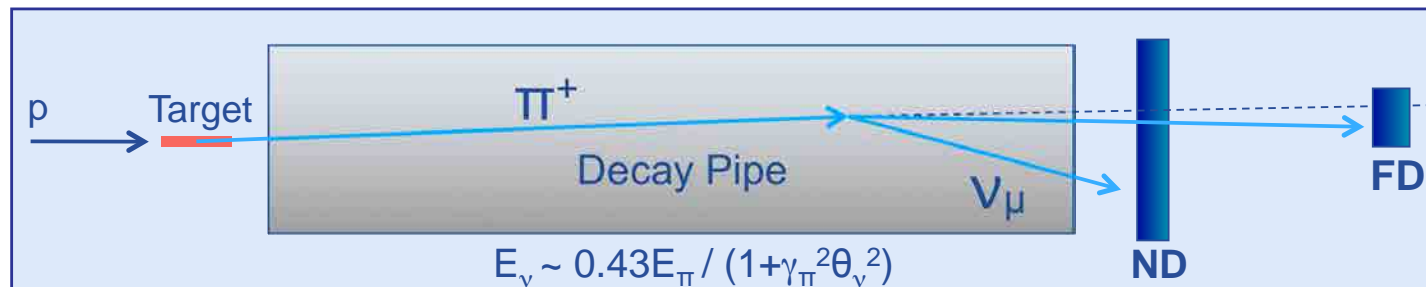 p
Target
π+
Decay Pipe
νμ
ND
FD
Eν ~ 0.43Eπ / (1+γπ²θν²)